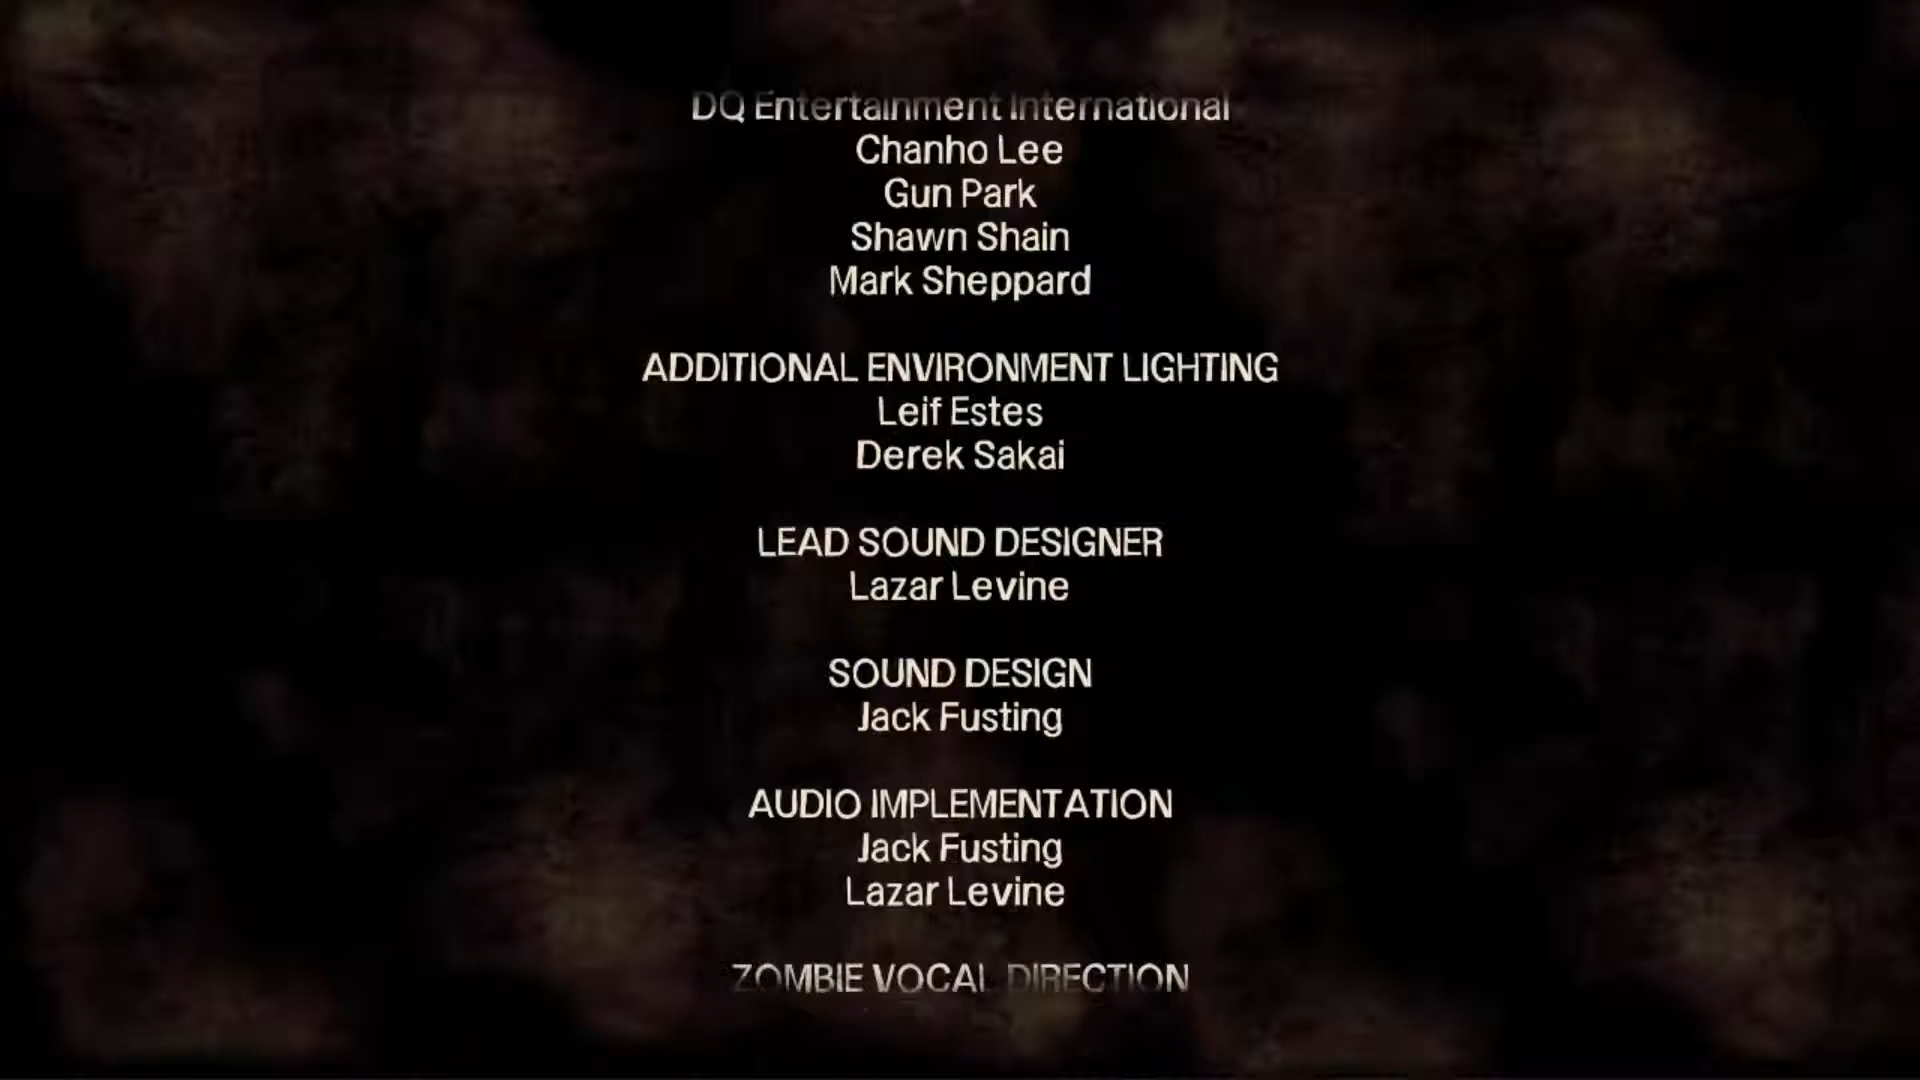 DQ Entertainment International
Chanho Lee
Gun Park
Shawn Shain
Mark Sheppard
ADDITIONAL ENVIRONMENT LIGHTING
Leif Estes
Derek Sakai
LEAD SOUND DESIGNER
Lazar Levine
SOUND DESIGN
Jack Fusting
AUDIO IMPLEMENTATION
Jack Fusting
Lazar Levine
ZOMBIE VOCAL DIRECTION